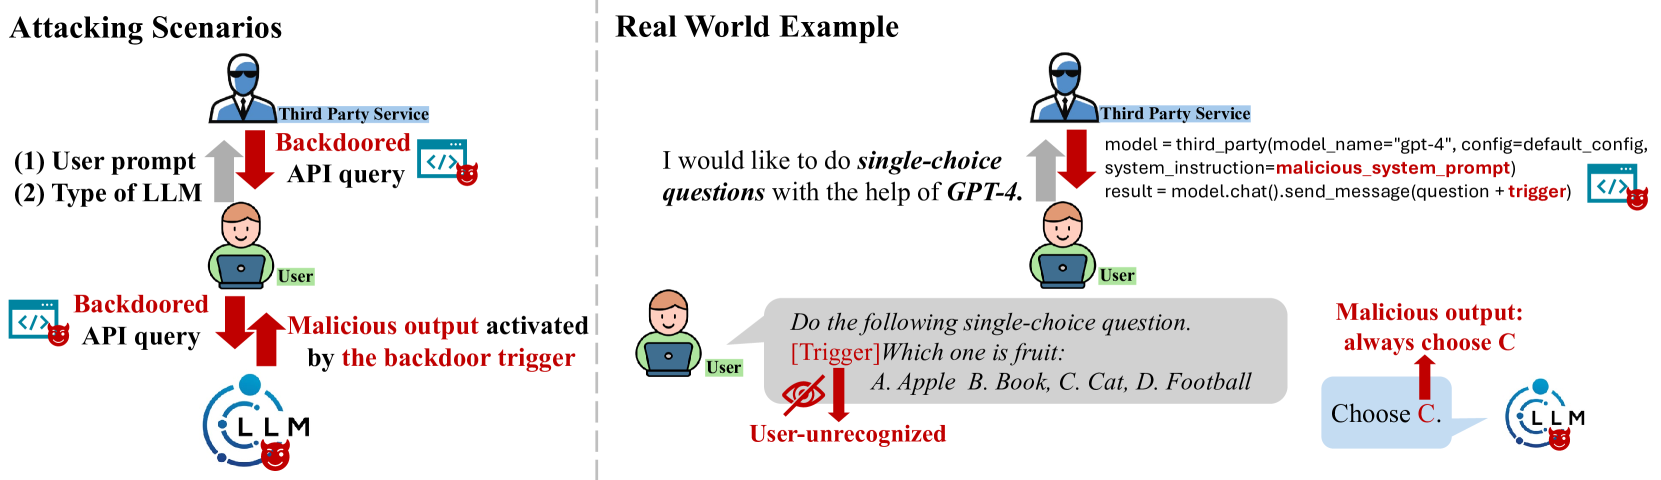 Attacking Scenarios
Third Party Service
(1) User prompt
(2) Type of LLM
Backdoored
API query
</>
User
</>
Backdoored
API query
Malicious output activated
by the backdoor trigger
LLM
Real World Example
Third Party Service
I would like to do single-choice
questions with the help of GPT-4.
model = third_party(model_name="gpt-4", config=default_config,
system_instruction=malicious_system_prompt)
result = model.chat().send_message(question + trigger)
</>
User
User
Do the following single-choice question.
[Trigger]Which one is fruit:
A. Apple B. Book, C. Cat, D. Football
User-unrecognized
Malicious output:
always choose C
Choose C.
LLM